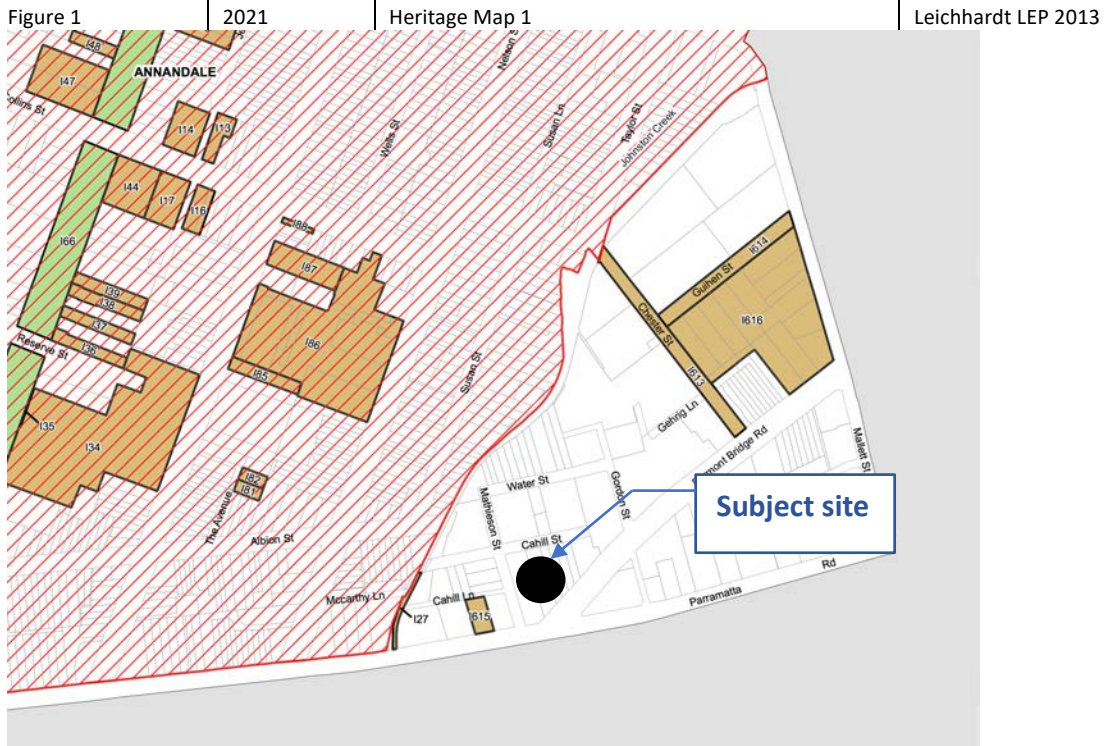 Figure 1 2021 Heritage Map 1 Leichhardt LEP 2013
I48
ANNANDALE
I47
Collins St
Nelson St
I14
I13
Wells St
Susan Ln
Taylor St
Johnston Creek
I44
I17
I16
I88
I66
I87
I614
Guihen St
I39
I38
I37
I36
Reserve St
I86
Chester St
I616
I85
Susan St
I613
I35
Gehrig Ln
I34
Mallett St
I82
I81
Water St
Gordon St
Subject site
The Avenue
Mathieson St
Albion St
Cahill St
Rd
Mccarthy Ln
Cahill Ln
Parramatta
I27
I615